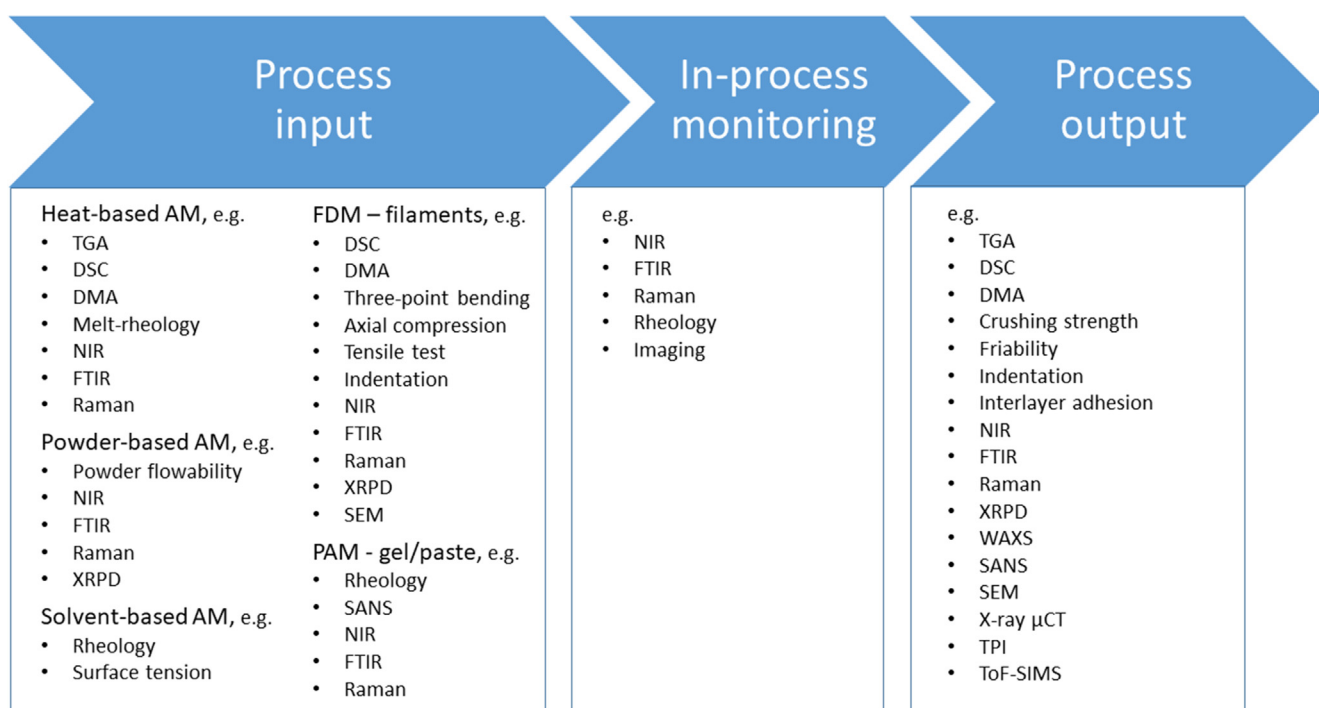 Process
input
In-process
monitoring
Process
output
Heat-based AM, e.g.
• TGA
• DSC
• DMA
• Melt-rheology
• NIR
• FTIR
• Raman
Powder-based AM, e.g.
• Powder flowability
• NIR
• FTIR
• Raman
• XRPD
Solvent-based AM, e.g.
• Rheology
• Surface tension
FDM – filaments, e.g.
• DSC
• DMA
• Three-point bending
• Axial compression
• Tensile test
• Indentation
• NIR
• FTIR
• Raman
• XRPD
• SEM
PAM - gel/paste, e.g.
• Rheology
• SANS
• NIR
• FTIR
• Raman
e.g.
• NIR
• FTIR
• Raman
• Rheology
• Imaging
e.g.
• TGA
• DSC
• DMA
• Crushing strength
• Friability
• Indentation
• Interlayer adhesion
• NIR
• FTIR
• Raman
• XRPD
• WAXS
• SANS
• SEM
• X-ray μCT
• TPI
• ToF-SIMS